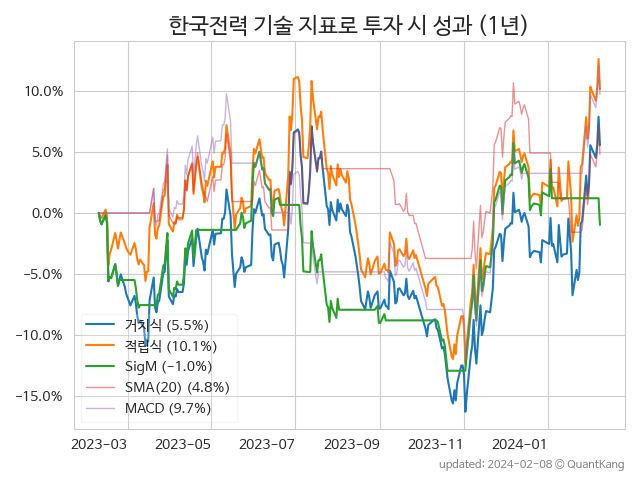 한국전력 기술 지표로 투자 시 성과 (1년)
10.0%
5.0%
0.0%
−5.0%
−10.0%
−15.0%
거치식 (5.5%)
적립식 (10.1%)
SigM (−1.0%)
SMA(20) (4.8%)
MACD (9.7%)
2023-03 2023-05 2023-07 2023-09 2023-11 2024-01
updated: 2024-02-08 © QuantKang